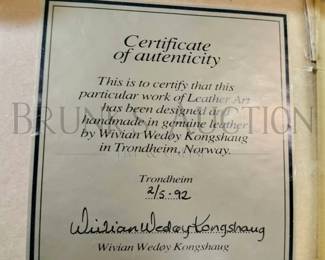 Certificate
of authenticity
This is to certify that this
particular work of Leather Art
has been designed and
handmade in genuine leather
by Wivian Wedøy Kongshaug
in Trondheim, Norway.
Trondheim
2/5-92
Wivian Wedøy Kongshaug
Wivian Wedøy Kongshaug